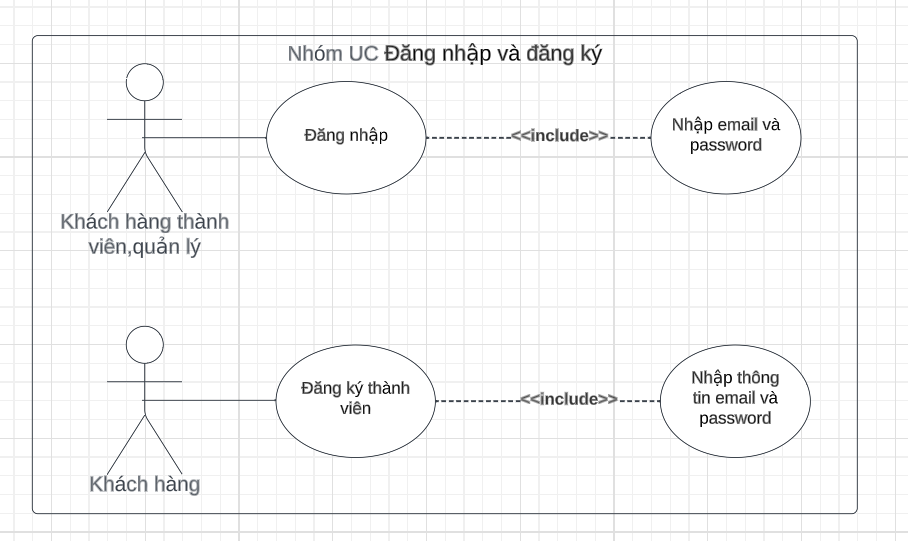 Nhóm UC Đăng nhập và đăng ký
Đăng nhập
<<include>>
Nhập email và
password
Khách hàng thành
viên,quản lý
Đăng ký thành
viên
<<include>>
Nhập thông
tin email và
password
Khách hàng